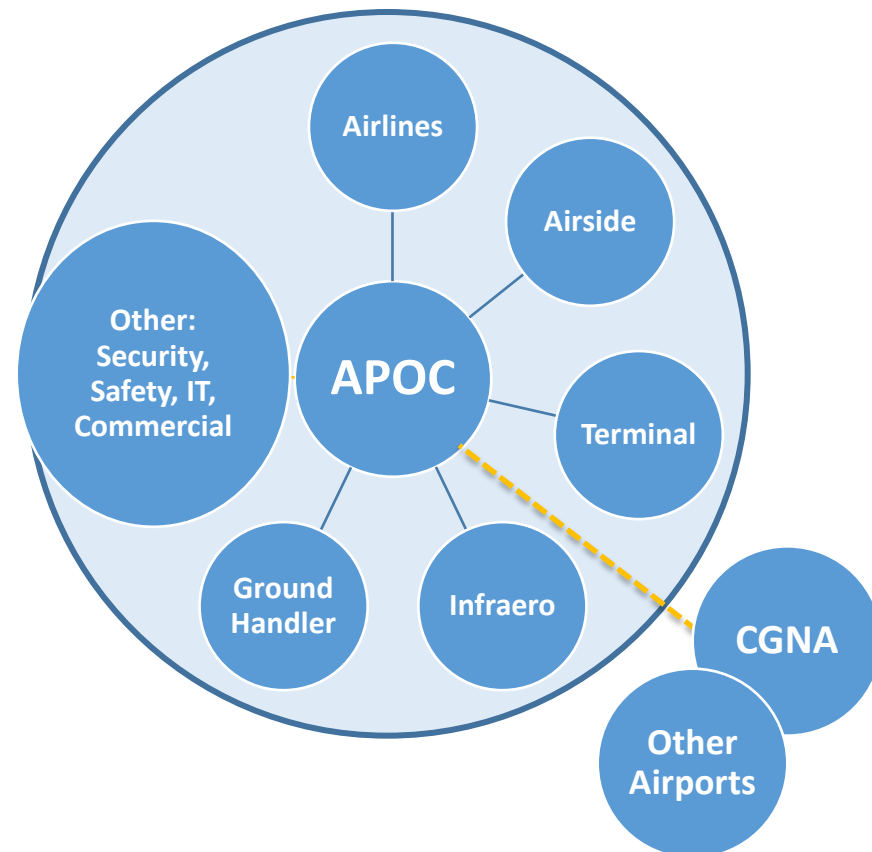 Airlines
Airside
Other:
Security,
Safety, IT,
Commercial
APOC
Terminal
Ground
Handler
Infraero
CGNA
Other
Airports